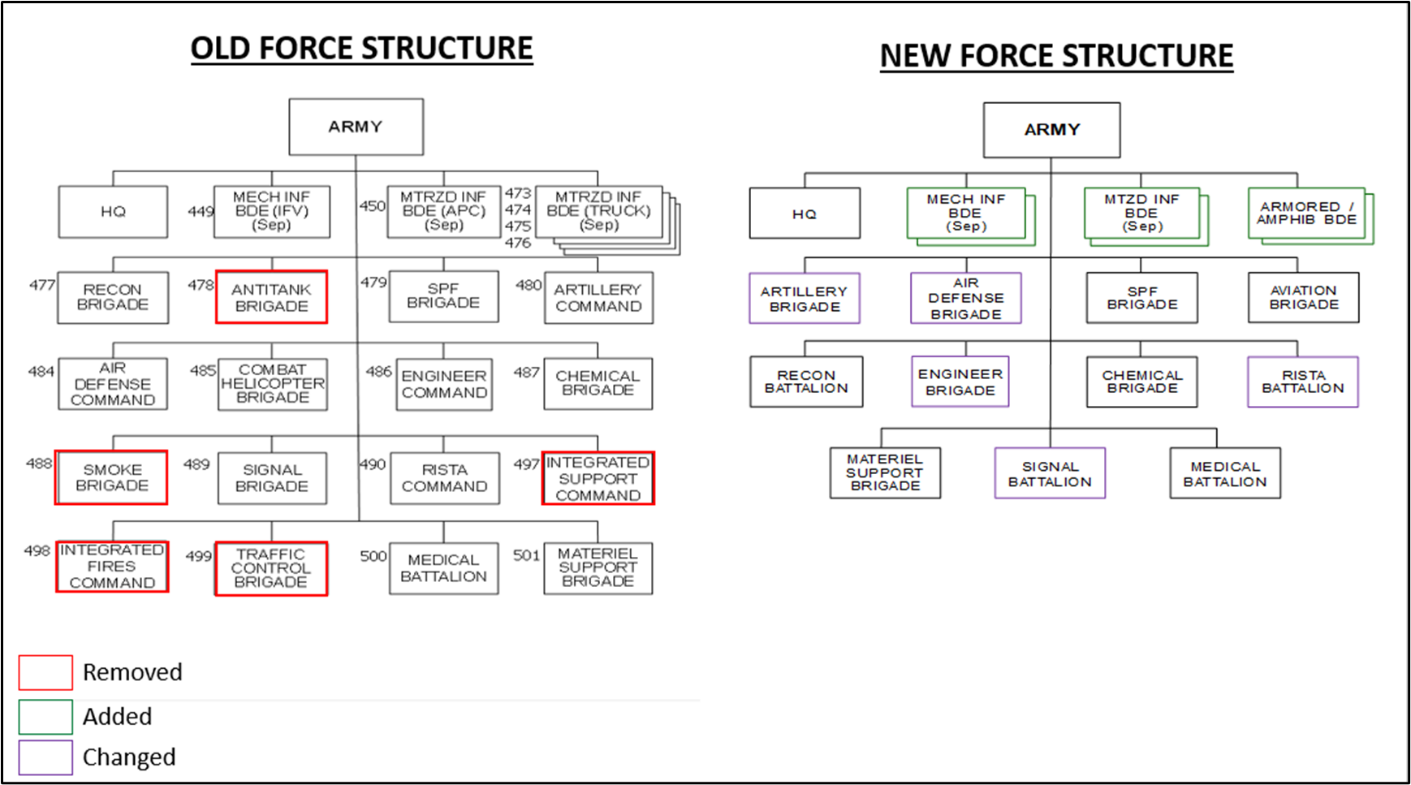 OLD FORCE STRUCTURE
ARMY
HQ
449
MECH INF
BDE (IFV)
(Sep)
450
MTRZD INF
BDE (APC)
(Sep)
473
474
475
476
MTRZD INF
BDE (TRUCK)
(Sep)
477
RECON
BRIGADE
478
ANTITANK
BRIGADE
479
SPF
BRIGADE
480
ARTILLERY
COMMAND
484
AIR
DEFENSE
COMMAND
485
COMBAT
HELICOPTER
BRIGADE
486
ENGINEER
COMMAND
487
CHEMICAL
BRIGADE
488
SMOKE
BRIGADE
489
SIGNAL
BRIGADE
490
RISTA
COMMAND
497
INTEGRATED
SUPPORT
COMMAND
498
INTEGRATED
FIRES
COMMAND
499
TRAFFIC
CONTROL
BRIGADE
500
MEDICAL
BATTALION
501
MATERIEL
SUPPORT
BRIGADE
Removed
Added
Changed
NEW FORCE STRUCTURE
ARMY
HQ
MECH INF
BDE
(Sep)
MTZD INF
BDE
(Sep)
ARMORED /
AMPHIB BDE
ARTILLERY
BRIGADE
AIR
DEFENSE
BRIGADE
SPF
BRIGADE
AVIATION
BRIGADE
RECON
BATTALION
ENGINEER
BRIGADE
CHEMICAL
BRIGADE
RISTA
BATTALION
MATERIEL
SUPPORT
BRIGADE
SIGNAL
BATTALION
MEDICAL
BATTALION